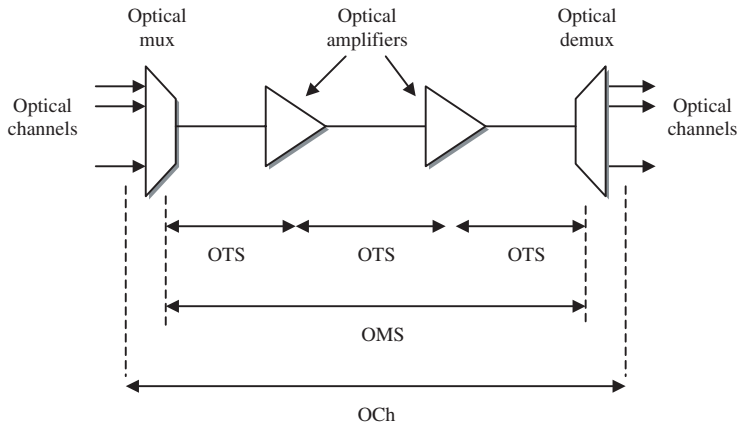 Optical
mux
Optical
amplifiers
Optical
demux
Optical
channels
Optical
channels
OTS
OTS
OTS
OMS
OCh